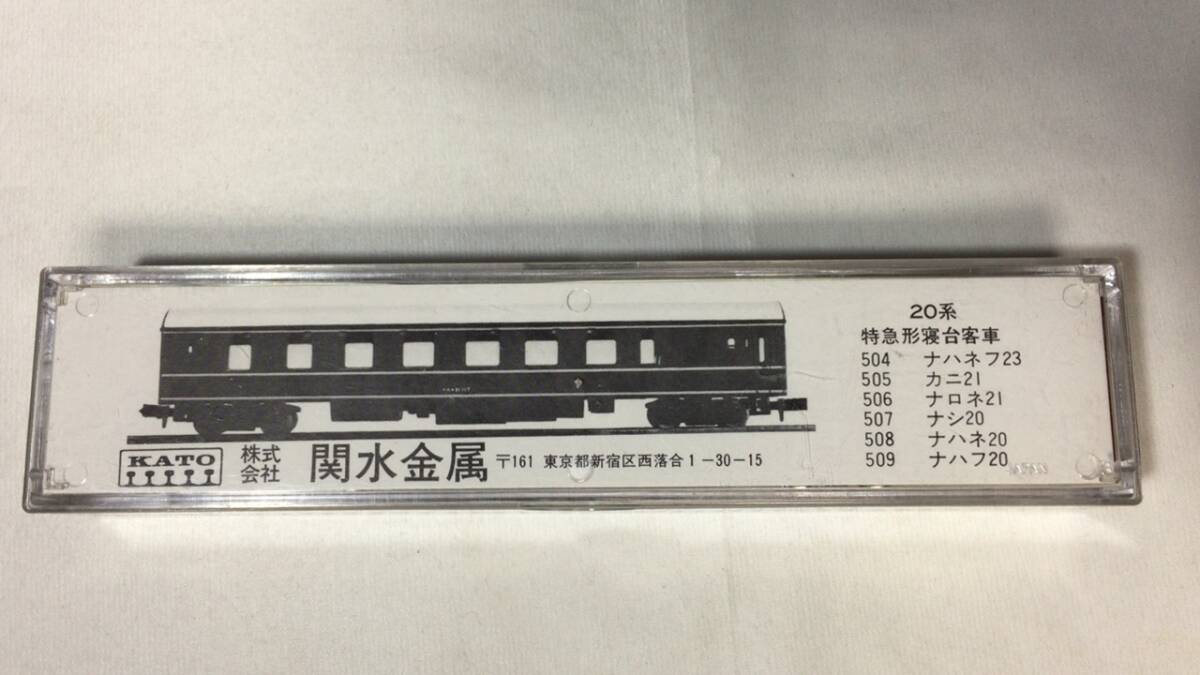 20系
特急形寝台客車
504 ナハネフ23
505 カニ21
506 ナロネ21
507 ナシ20
508 ナハネ20
509 ナハフ20
KATO
株式会社 関水金属 〒161 東京都新宿区西落合1-30-15